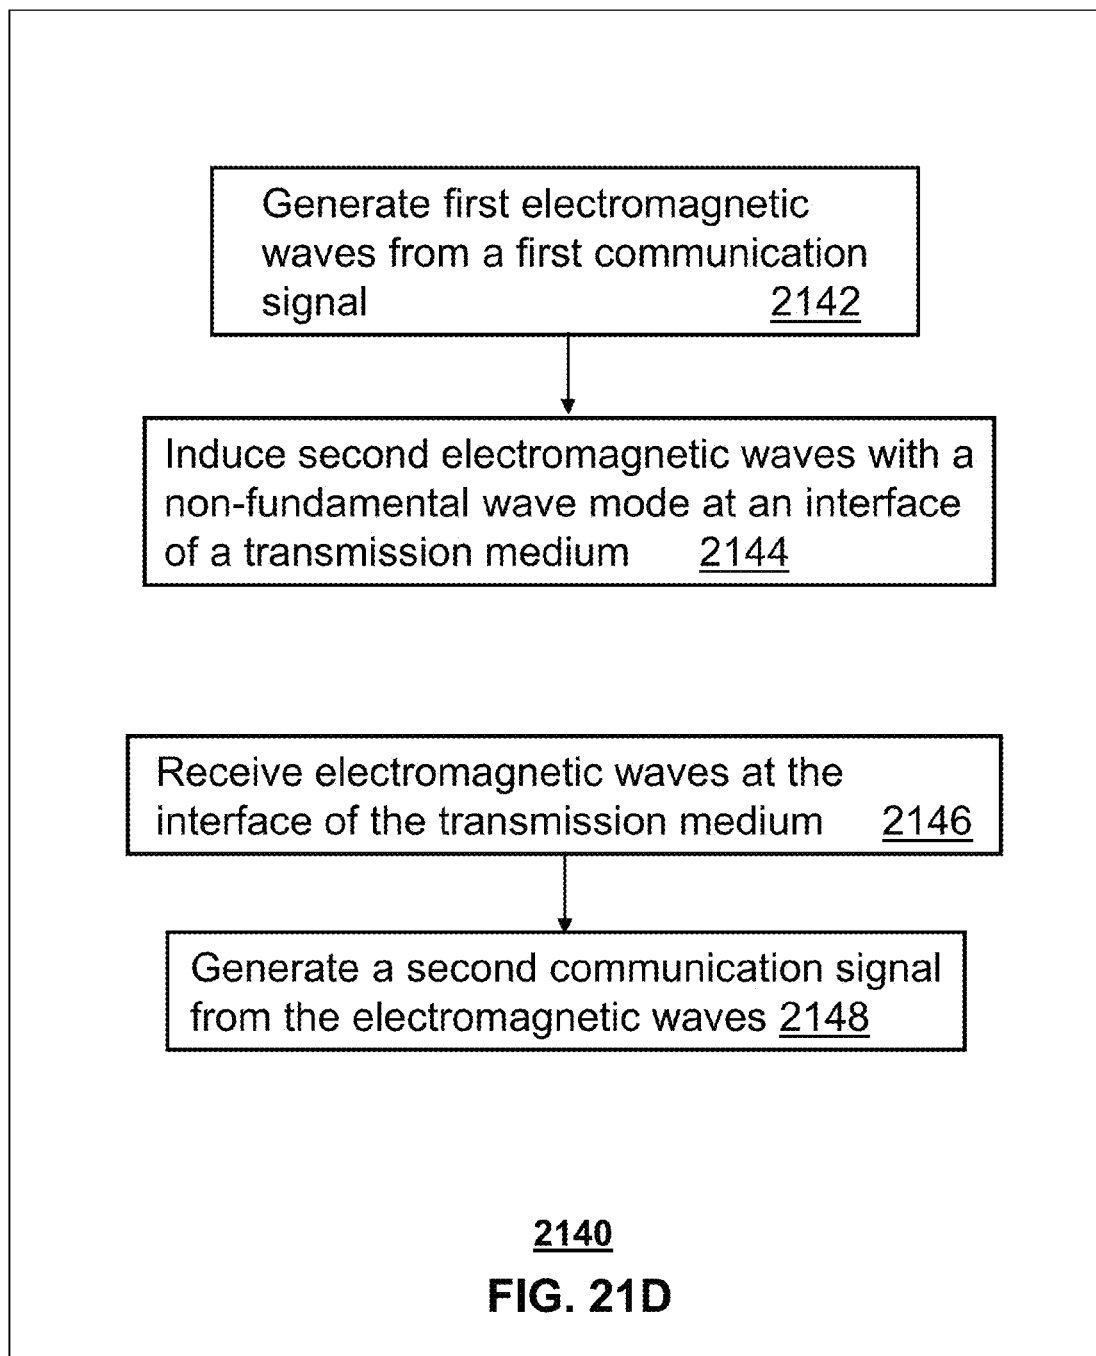 Generate first electromagnetic
waves from a first communication
signal 2142
Induce second electromagnetic waves with a
non-fundamental wave mode at an interface
of a transmission medium 2144
Receive electromagnetic waves at the
interface of the transmission medium 2146
Generate a second communication signal
from the electromagnetic waves 2148
2140
FIG. 21D